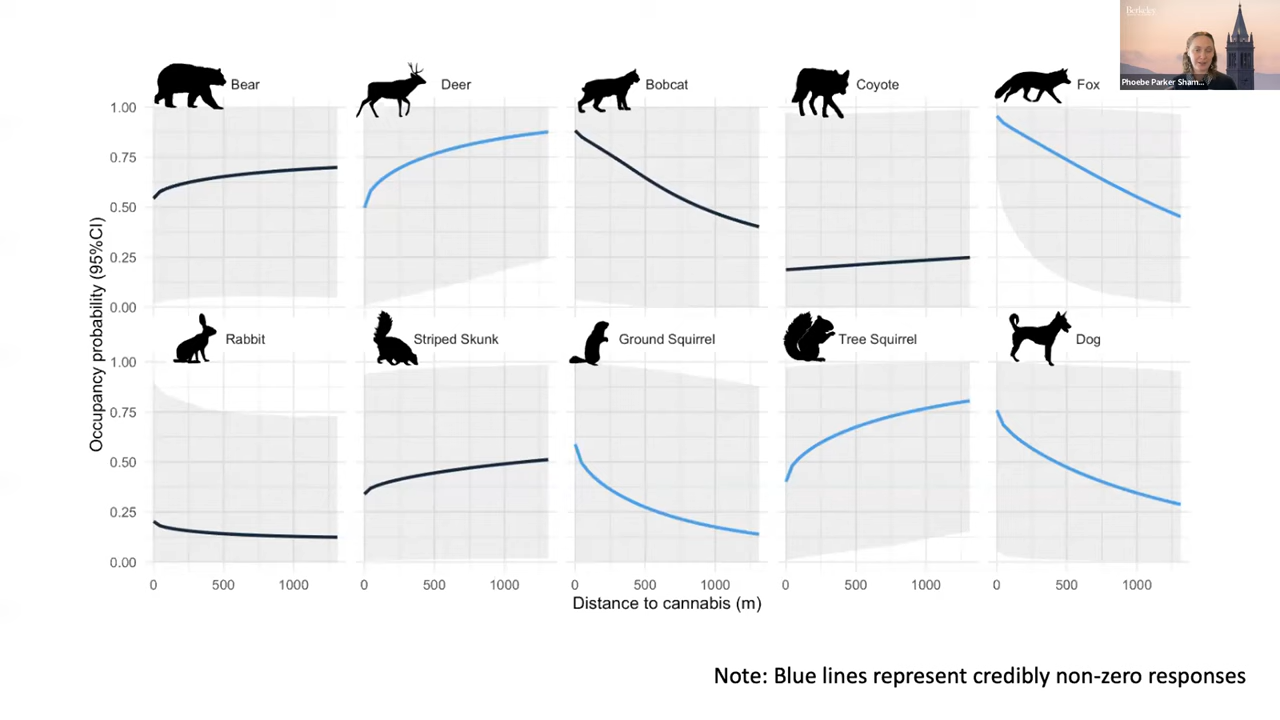 Berkeley
Phoebe Parker Sham...
Bear
Deer
Bobcat
Coyote
Fox
1.00
0.75
0.50
0.25
0.00
Occupancy probability (95%CI)
Rabbit
Striped Skunk
Ground Squirrel
Tree Squirrel
Dog
1.00
0.75
0.50
0.25
0.00
0 500 1000 0 500 1000 0 500 1000 0 500 1000 0 500 1000
Distance to cannabis (m)
Note: Blue lines represent credibly non-zero responses